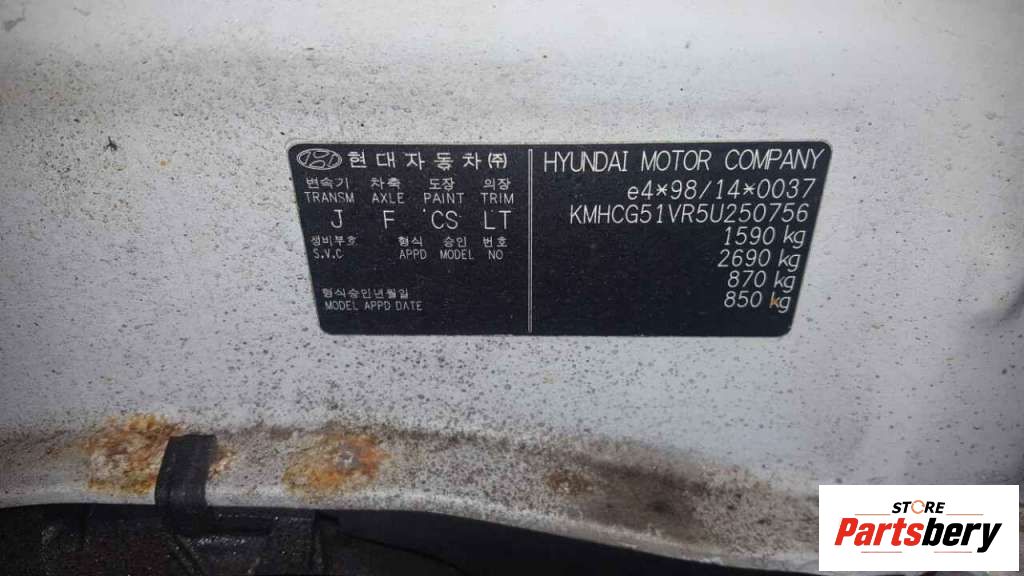 현대자동차㈜
변속기 차축 도장 의장
TRANSM AXLE PAINT TRIM
J F CS LT
정비부호 형식 승인 번호
S.V.C APPD MODEL NO
형식승인년월일
MODEL APPD DATE
HYUNDAI MOTOR COMPANY
e4*98/14*0037
KMHCG51VR5U250756
1590 kg
2690 kg
870 kg
850 kg
STORE
Partsbery